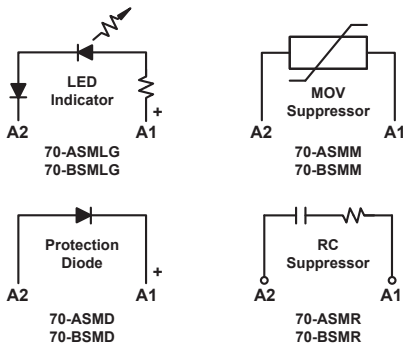 LED
Indicator
+
A2 A1
70-ASMLG
70-BSMLG
MOV
Suppressor
A2 A1
70-ASMM
70-BSMM
Protection
Diode
+
A2 A1
70-ASMD
70-BSMD
RC
Suppressor
A2 A1
70-ASMR
70-BSMR